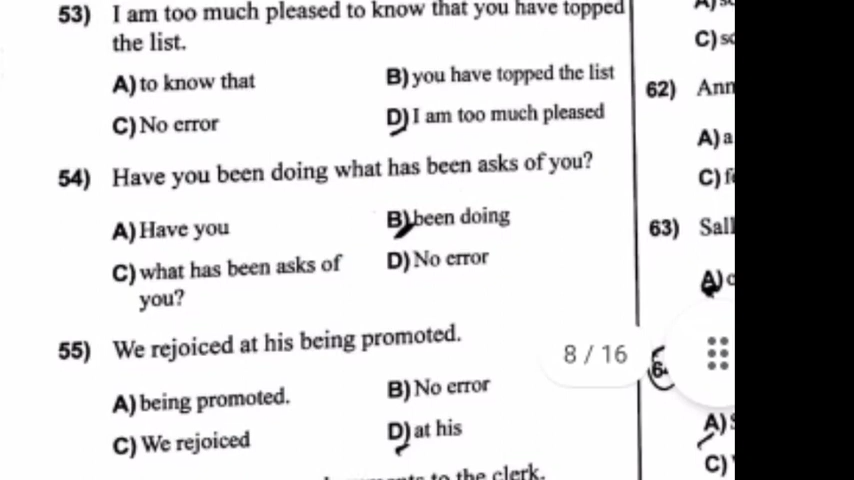 53) I am too much pleased to know that you have topped
the list.
A) to know that
B) you have topped the list
C) No error
D) I am too much pleased
54) Have you been doing what has been asks of you?
A) Have you
B) been doing
C) what has been asks of
you?
D) No error
55) We rejoiced at his being promoted.
A) being promoted.
B) No error
C) We rejoiced
D) at his
to the clerk.
C)
62) Ann
A) a
C)
63) Sall
A)
8 / 16
A)
C)